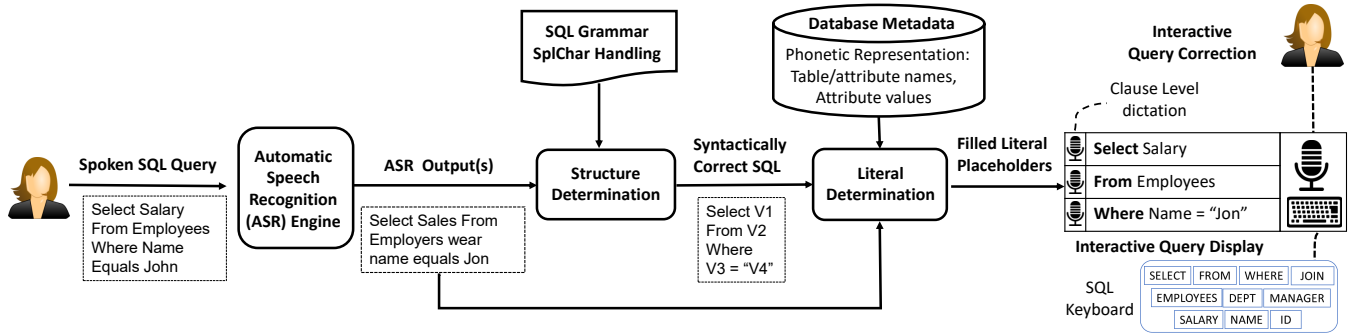 SQL Grammar
SplChar Handling
Database Metadata
Phonetic Representation:
Table/attribute names,
Attribute values
Interactive
Query Correction
Clause Level
dictation
Spoken SQL Query
Select Salary
From Employees
Where Name
Equals John
Automatic
Speech
Recognition
(ASR) Engine
ASR Output(s)
Select Sales From
Employers wear
name equals Jon
Structure
Determination
Syntactically
Correct SQL
Select V1
From V2
Where
V3 = “V4”
Literal
Determination
Filled Literal
Placeholders
Select Salary
From Employees
Where Name = “Jon”
Interactive Query Display
SQL
Keyboard
SELECT FROM WHERE JOIN
EMPLOYEES DEPT MANAGER
SALARY NAME ID